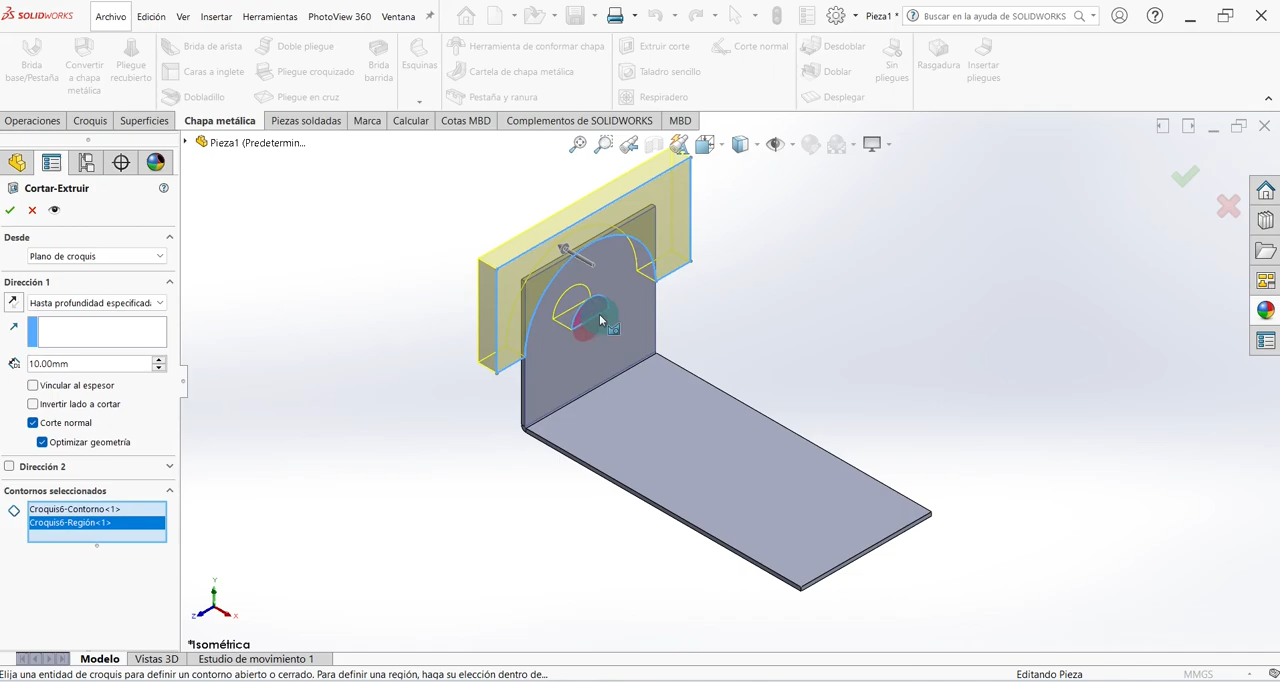 SOLIDWORKS
Archivo Edición Ver Insertar Herramientas PhotoView 360 Ventana Pieza1 * Buscar en la ayuda de SOLIDWORKS
Brida base/Pestaña
Convertir a chapa metálica
Pliegue recubierto
Brida de arista
Caras a inglete
Dobladillo
Doble pliegue
Pliegue croquizado
Pliegue en cruz
Brida barrida
Esquinas
Herramienta de conformar chapa
Cartela de chapa metálica
Pestaña y ranura
Extruir corte
Taladro sencillo
Respiradero
Corte normal
Desdoblar
Doblar
Desplegar
Sin pliegues
Rasgadura
Insertar pliegues
Operaciones Croquis Superficies Chapa metálica Piezas soldadas Marca Calcular Cotas MBD Complementos de SOLIDWORKS MBD
Pieza1 (Predetermin...
Cortar-Extruir
Desde
Plano de croquis
Dirección 1
Hasta profundidad especificada
10.00mm
Vincular al espesor
Invertir lado a cortar
Corte normal
Optimizar geometría
Dirección 2
Contornos seleccionados
Croquis6-Contorno<1>
Croquis6-Región<1>
Y
Z
X
*Isométrica
Modelo Vistas 3D Estudio de movimiento 1
Elija una entidad de croquis para definir un contorno abierto o cerrado. Para definir una región, haga su elección dentro de... Editando Pieza MMGS